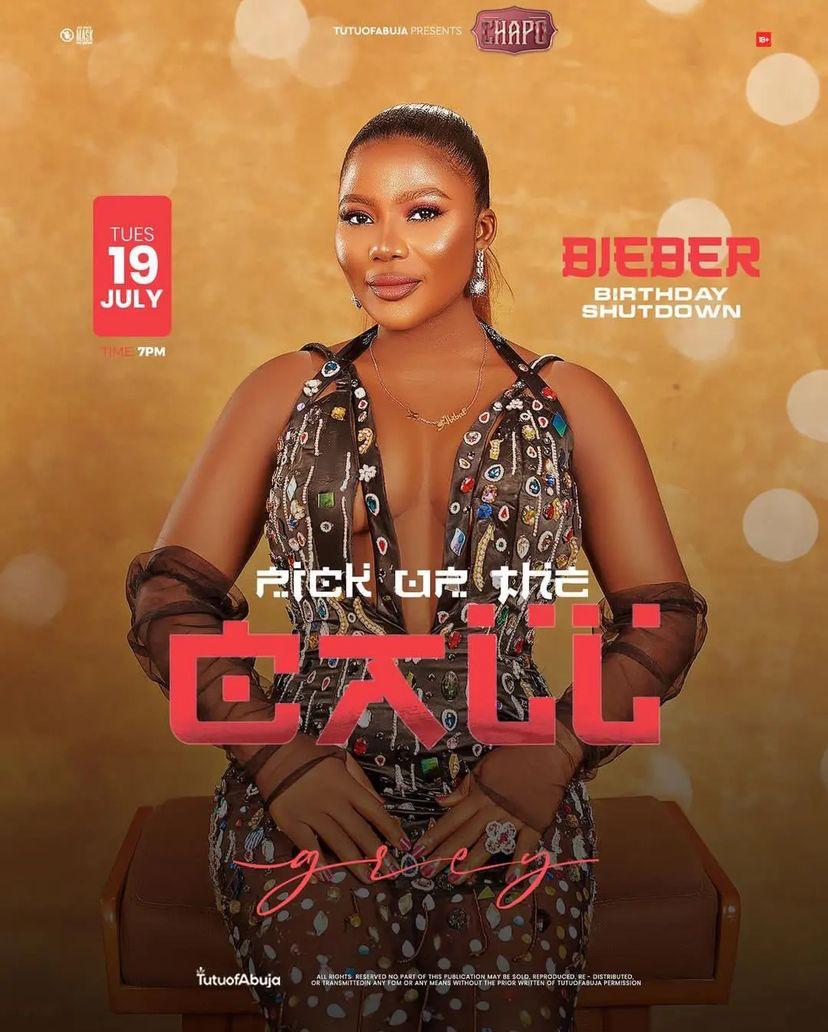 TUTUOFABUJA PRESENTS
CHAPO
18+
TUES
19
JULY
TIME: 7PM
BIEBER
BIRTHDAY
SHUTDOWN
PICK UP THE
CALL
grey
TutuofAbuja
ALL RIGHTS RESERVED NO PART OF THIS PUBLICATION MAY BE SOLD, REPRODUCED, RE - DISTRIBUTED,
OR TRANSMITTEDIN ANY FOM OR ANY MEANS WITHOUT THE PRIOR WRITTEN OF TUTUOFABUJA PERMISSION